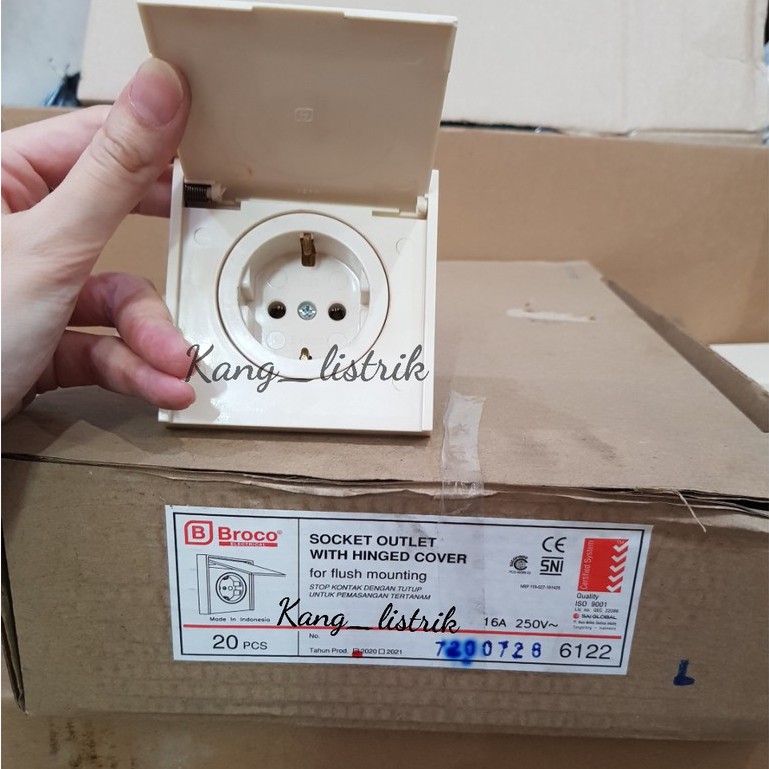 Kang_listrik
B Broco®
ELECTRICAL
SOCKET OUTLET
WITH HINGED COVER
for flush mounting
STOP KONTAK DENGAN TUTUP
UNTUK PEMASANGAN TERTANAM
Kang_listrik
Made in Indonesia
20 PCS
No.
Tahun Prod. 2020 2021
CE
SNI
16A 250V~
7200728
6122
Certified System
Quality
ISO 9001
SAI GLOBAL
L